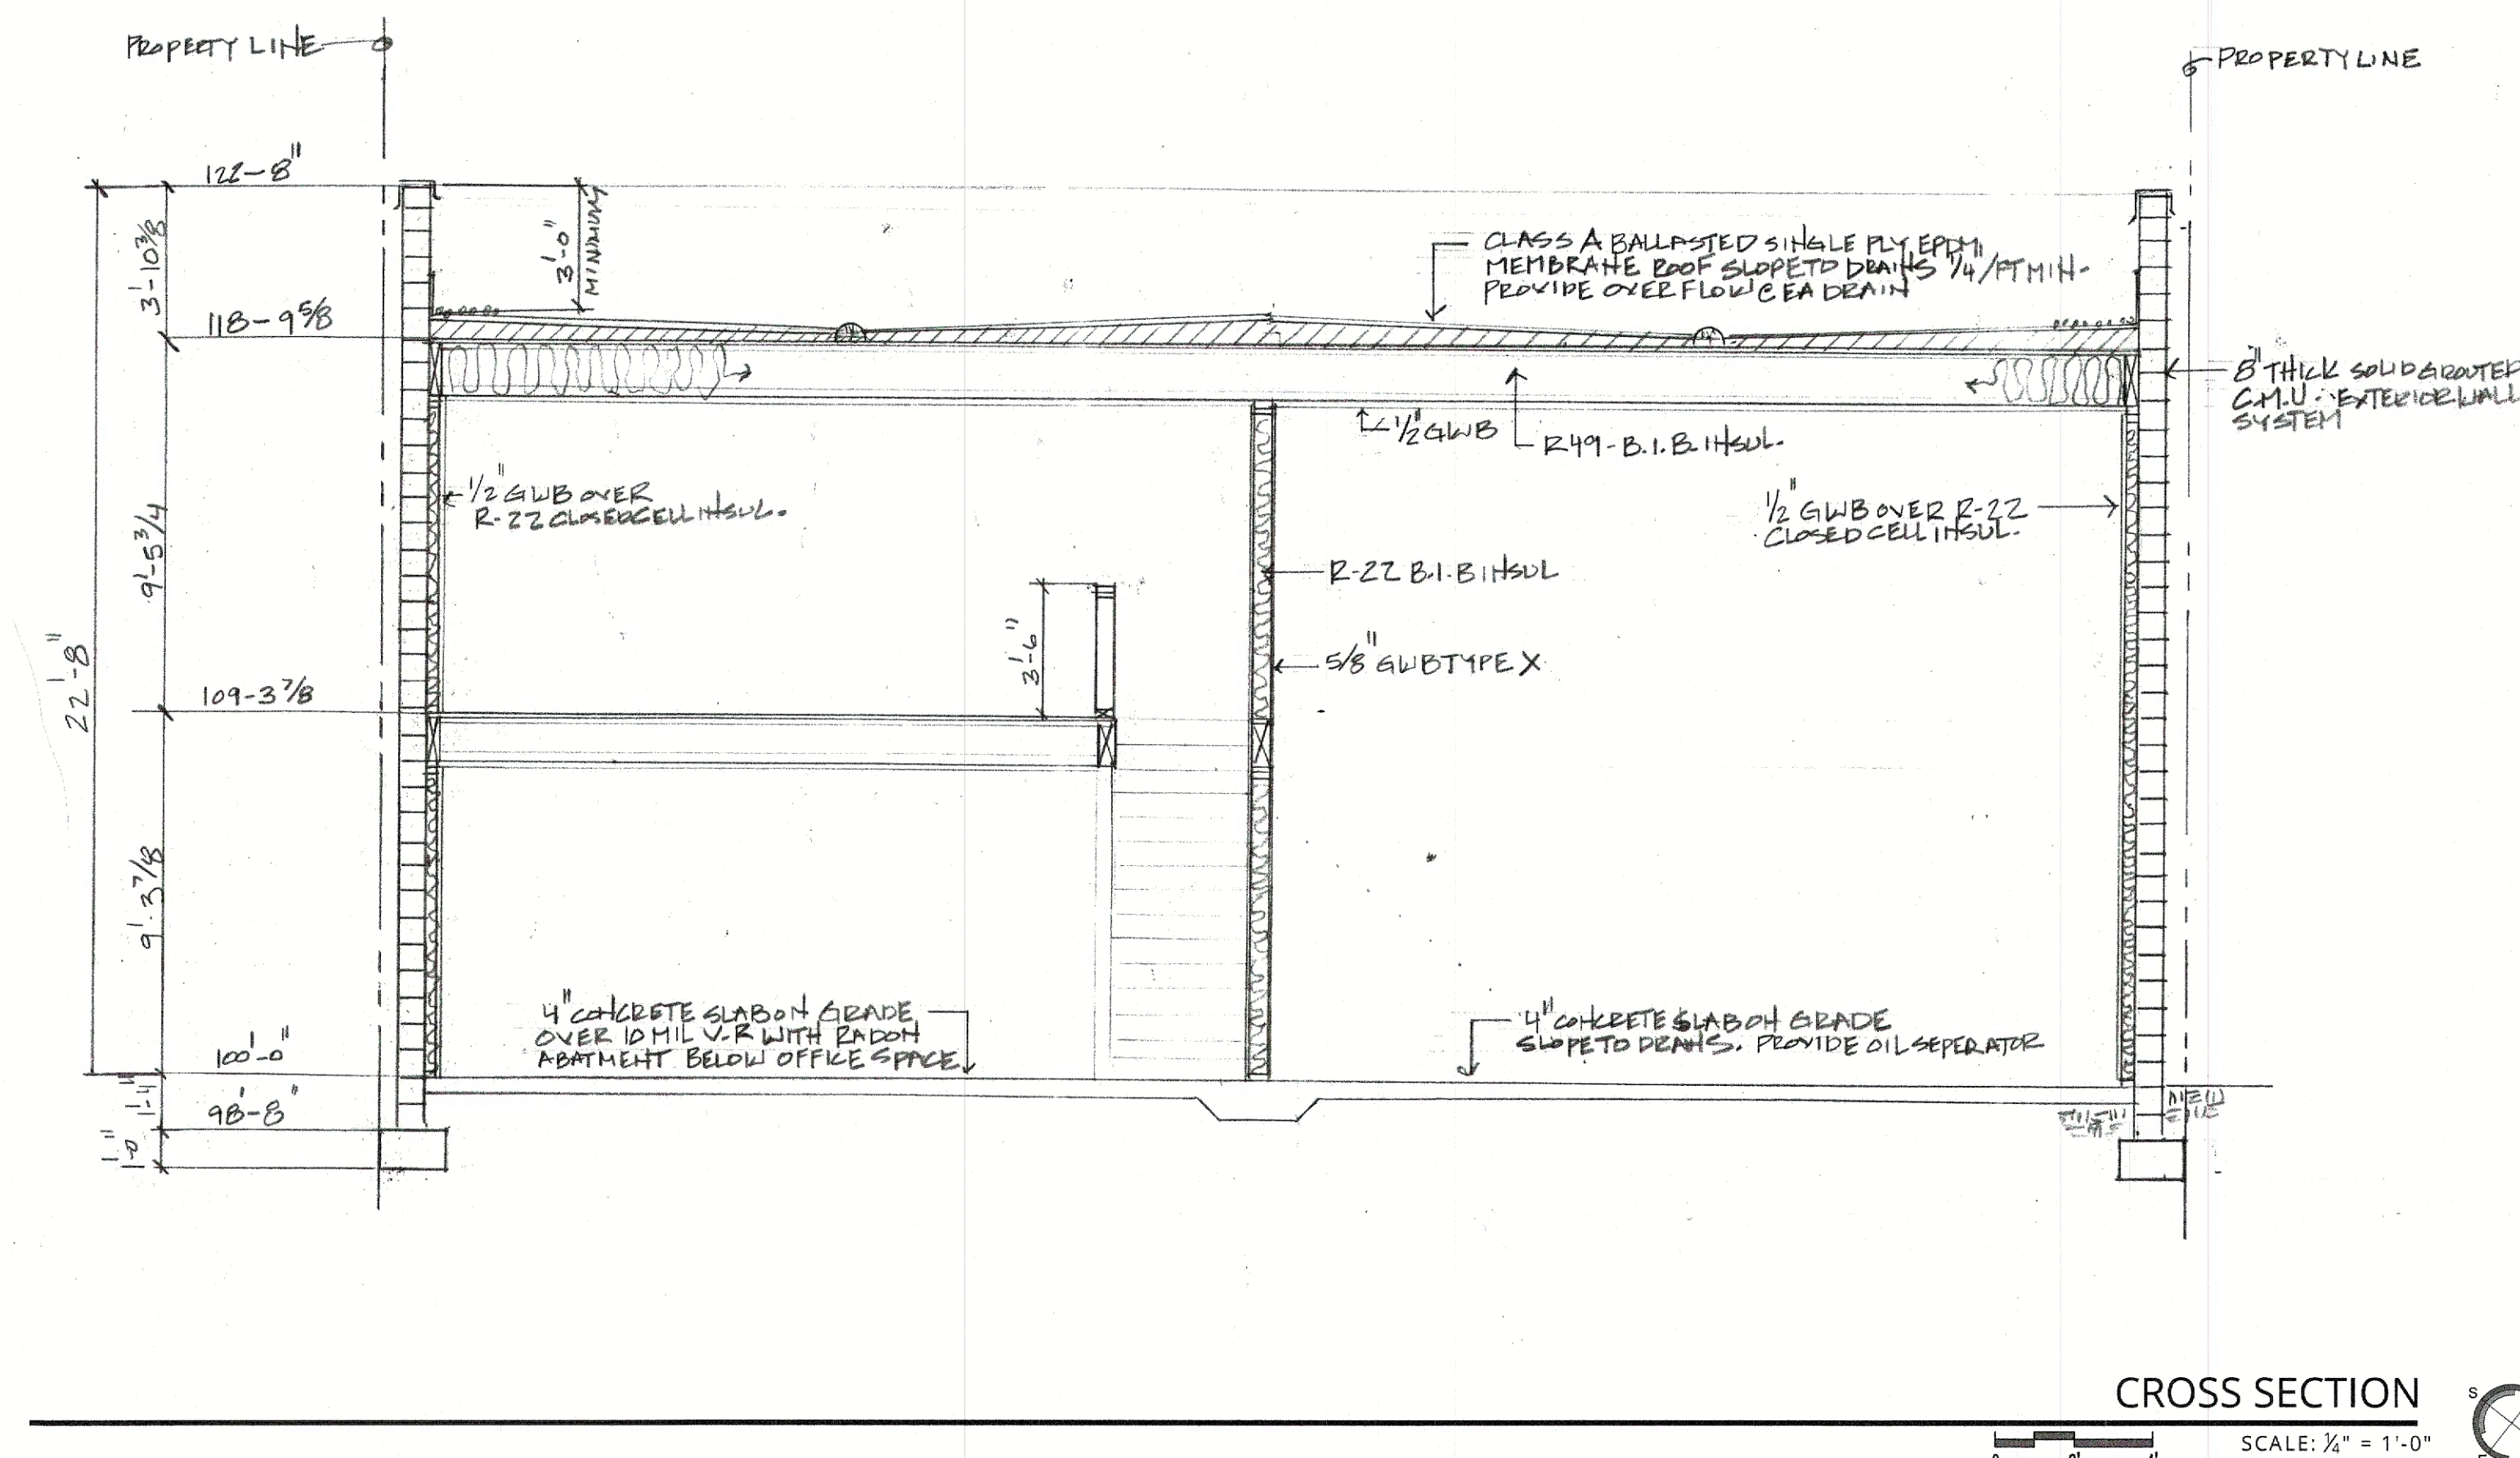 PROPERTY LINE
PROPERTY LINE
122-8"
3'-10 3/8
3'-0"
MINIMUM
CLASS A BALLASTED SINGLE PLY EPDM
MEMBRANE ROOF SLOPE TO DRAINS 1/4"/FT MIN-
PROVIDE OVERFLOW @ EA DRAIN
118-9 5/8
8" THICK SOLID GROUTED
C.M.U. EXTERIOR WALL
SYSTEM
1/2" GWB
R49-B.I.B. INSUL.
1/2" GWB OVER
R-22 CLOSED CELL INSUL.
1/2" GWB OVER R-22
CLOSED CELL INSUL.
9'-5 3/4
R-22 B.I.B INSUL
3'-6"
5/8" GWB TYPE X
22'-8"
109-3 7/8
9'-3 7/8
4" CONCRETE SLAB ON GRADE
OVER 10 MIL V.R WITH RADON
ABATMENT BELOW OFFICE SPACE
4" CONCRETE SLAB ON GRADE
SLOPE TO DRANS. PROVIDE OIL SEPERATOR
100'-0"
98'-8"
1'-0"
CROSS SECTION
S
SCALE: 1/4" = 1'-0"